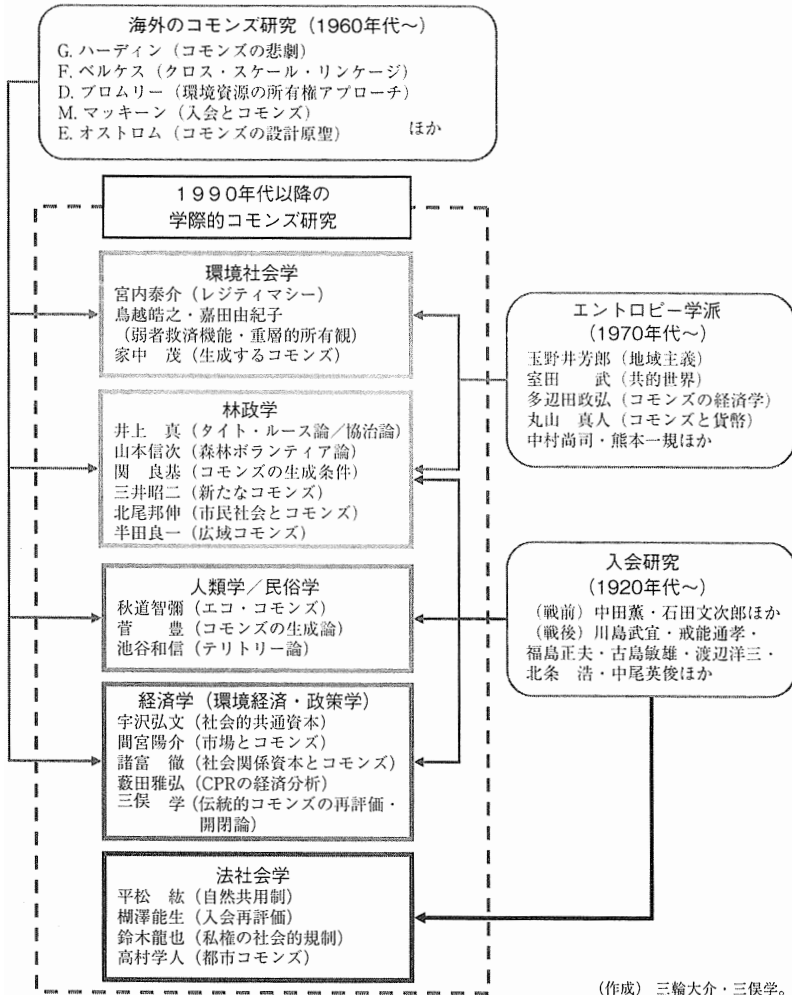 海外のコモンズ研究（1960年代～）
G. ハーディン（コモンズの悲劇）
F. ベルケス（クロス・スケール・リンケージ）
D. ブロムリー（環境資源の所有権アプローチ）
M. マッキーン（入会とコモンズ）
E. オストロム（コモンズの設計原聖）
ほか
1990年代以降の
学際的コモンズ研究
環境社会学
宮内泰介（レジティマシー）
鳥越皓之・嘉田由紀子
（弱者救済機能・重層的所有観）
家中　茂（生成するコモンズ）
林政学
井上　真（タイト・ルース論／協治論）
山本信次（森林ボランティア論）
関　良基（コモンズの生成条件）
三井昭二（新たなコモンズ）
北尾邦伸（市民社会とコモンズ）
半田良一（広域コモンズ）
人類学／民俗学
秋道智彌（エコ・コモンズ）
菅　　豊（コモンズの生成論）
池谷和信（テリトリー論）
経済学（環境経済・政策学）
宇沢弘文（社会的共通資本）
間宮陽介（市場とコモンズ）
諸富　徹（社会関係資本とコモンズ）
藪田雅弘（CPRの経済分析）
三俣　学（伝統的コモンズの再評価・
開閉論）
法社会学
平松　紘（自然共用制）
楜澤能生（入会再評価）
鈴木龍也（私権の社会的規制）
高村学人（都市コモンズ）
エントロピー学派
（1970年代～）
玉野井芳郎（地域主義）
室田　武（共的世界）
多辺田政弘（コモンズの経済学）
丸山　真人（コモンズと貨幣）
中村尚司・熊本一規ほか
入会研究
（1920年代～）
（戦前）中田薫・石田文次郎ほか
（戦後）川島武宜・戒能通孝・
福島正夫・古島敏雄・渡辺洋三・
北条　浩・中尾英俊ほか
（作成）三輪大介・三俣学。